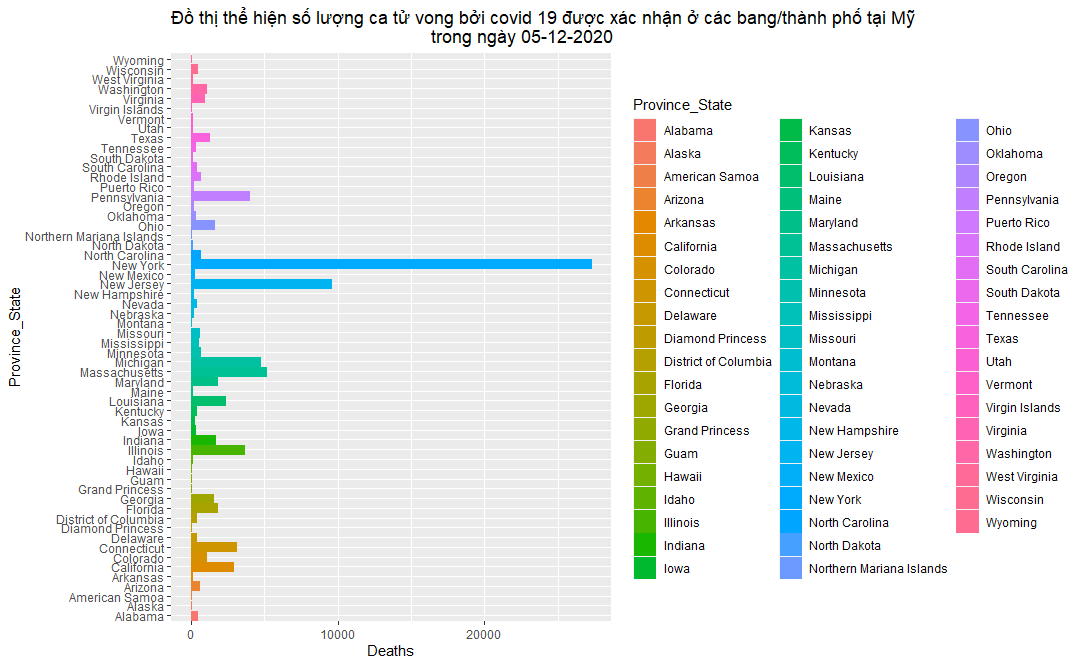 Đồ thị thể hiện số lượng ca tử vong bởi covid 19 được xác nhận ở các bang/thành phố tại Mỹ
trong ngày 05-12-2020
Province_State
Wyoming
Wisconsin
West Virginia
Washington
Virginia
Virgin Islands
Vermont
Utah
Texas
Tennessee
South Dakota
South Carolina
Rhode Island
Puerto Rico
Pennsylvania
Oregon
Oklahoma
Ohio
Northern Mariana Islands
North Dakota
North Carolina
New York
New Mexico
New Jersey
New Hampshire
Nevada
Nebraska
Montana
Missouri
Mississippi
Minnesota
Michigan
Massachusetts
Maryland
Maine
Louisiana
Kentucky
Kansas
Iowa
Indiana
Illinois
Idaho
Hawaii
Guam
Grand Princess
Georgia
Florida
District of Columbia
Diamond Princess
Delaware
Connecticut
Colorado
California
Arkansas
Arizona
American Samoa
Alaska
Alabama
0
10000
20000
Deaths
Province_State
Alabama
Alaska
American Samoa
Arizona
Arkansas
California
Colorado
Connecticut
Delaware
Diamond Princess
District of Columbia
Florida
Georgia
Grand Princess
Guam
Hawaii
Idaho
Illinois
Indiana
Iowa
Kansas
Kentucky
Louisiana
Maine
Maryland
Massachusetts
Michigan
Minnesota
Mississippi
Missouri
Montana
Nebraska
Nevada
New Hampshire
New Jersey
New Mexico
New York
North Carolina
North Dakota
Northern Mariana Islands
Ohio
Oklahoma
Oregon
Pennsylvania
Puerto Rico
Rhode Island
South Carolina
South Dakota
Tennessee
Texas
Utah
Vermont
Virgin Islands
Virginia
Washington
West Virginia
Wisconsin
Wyoming